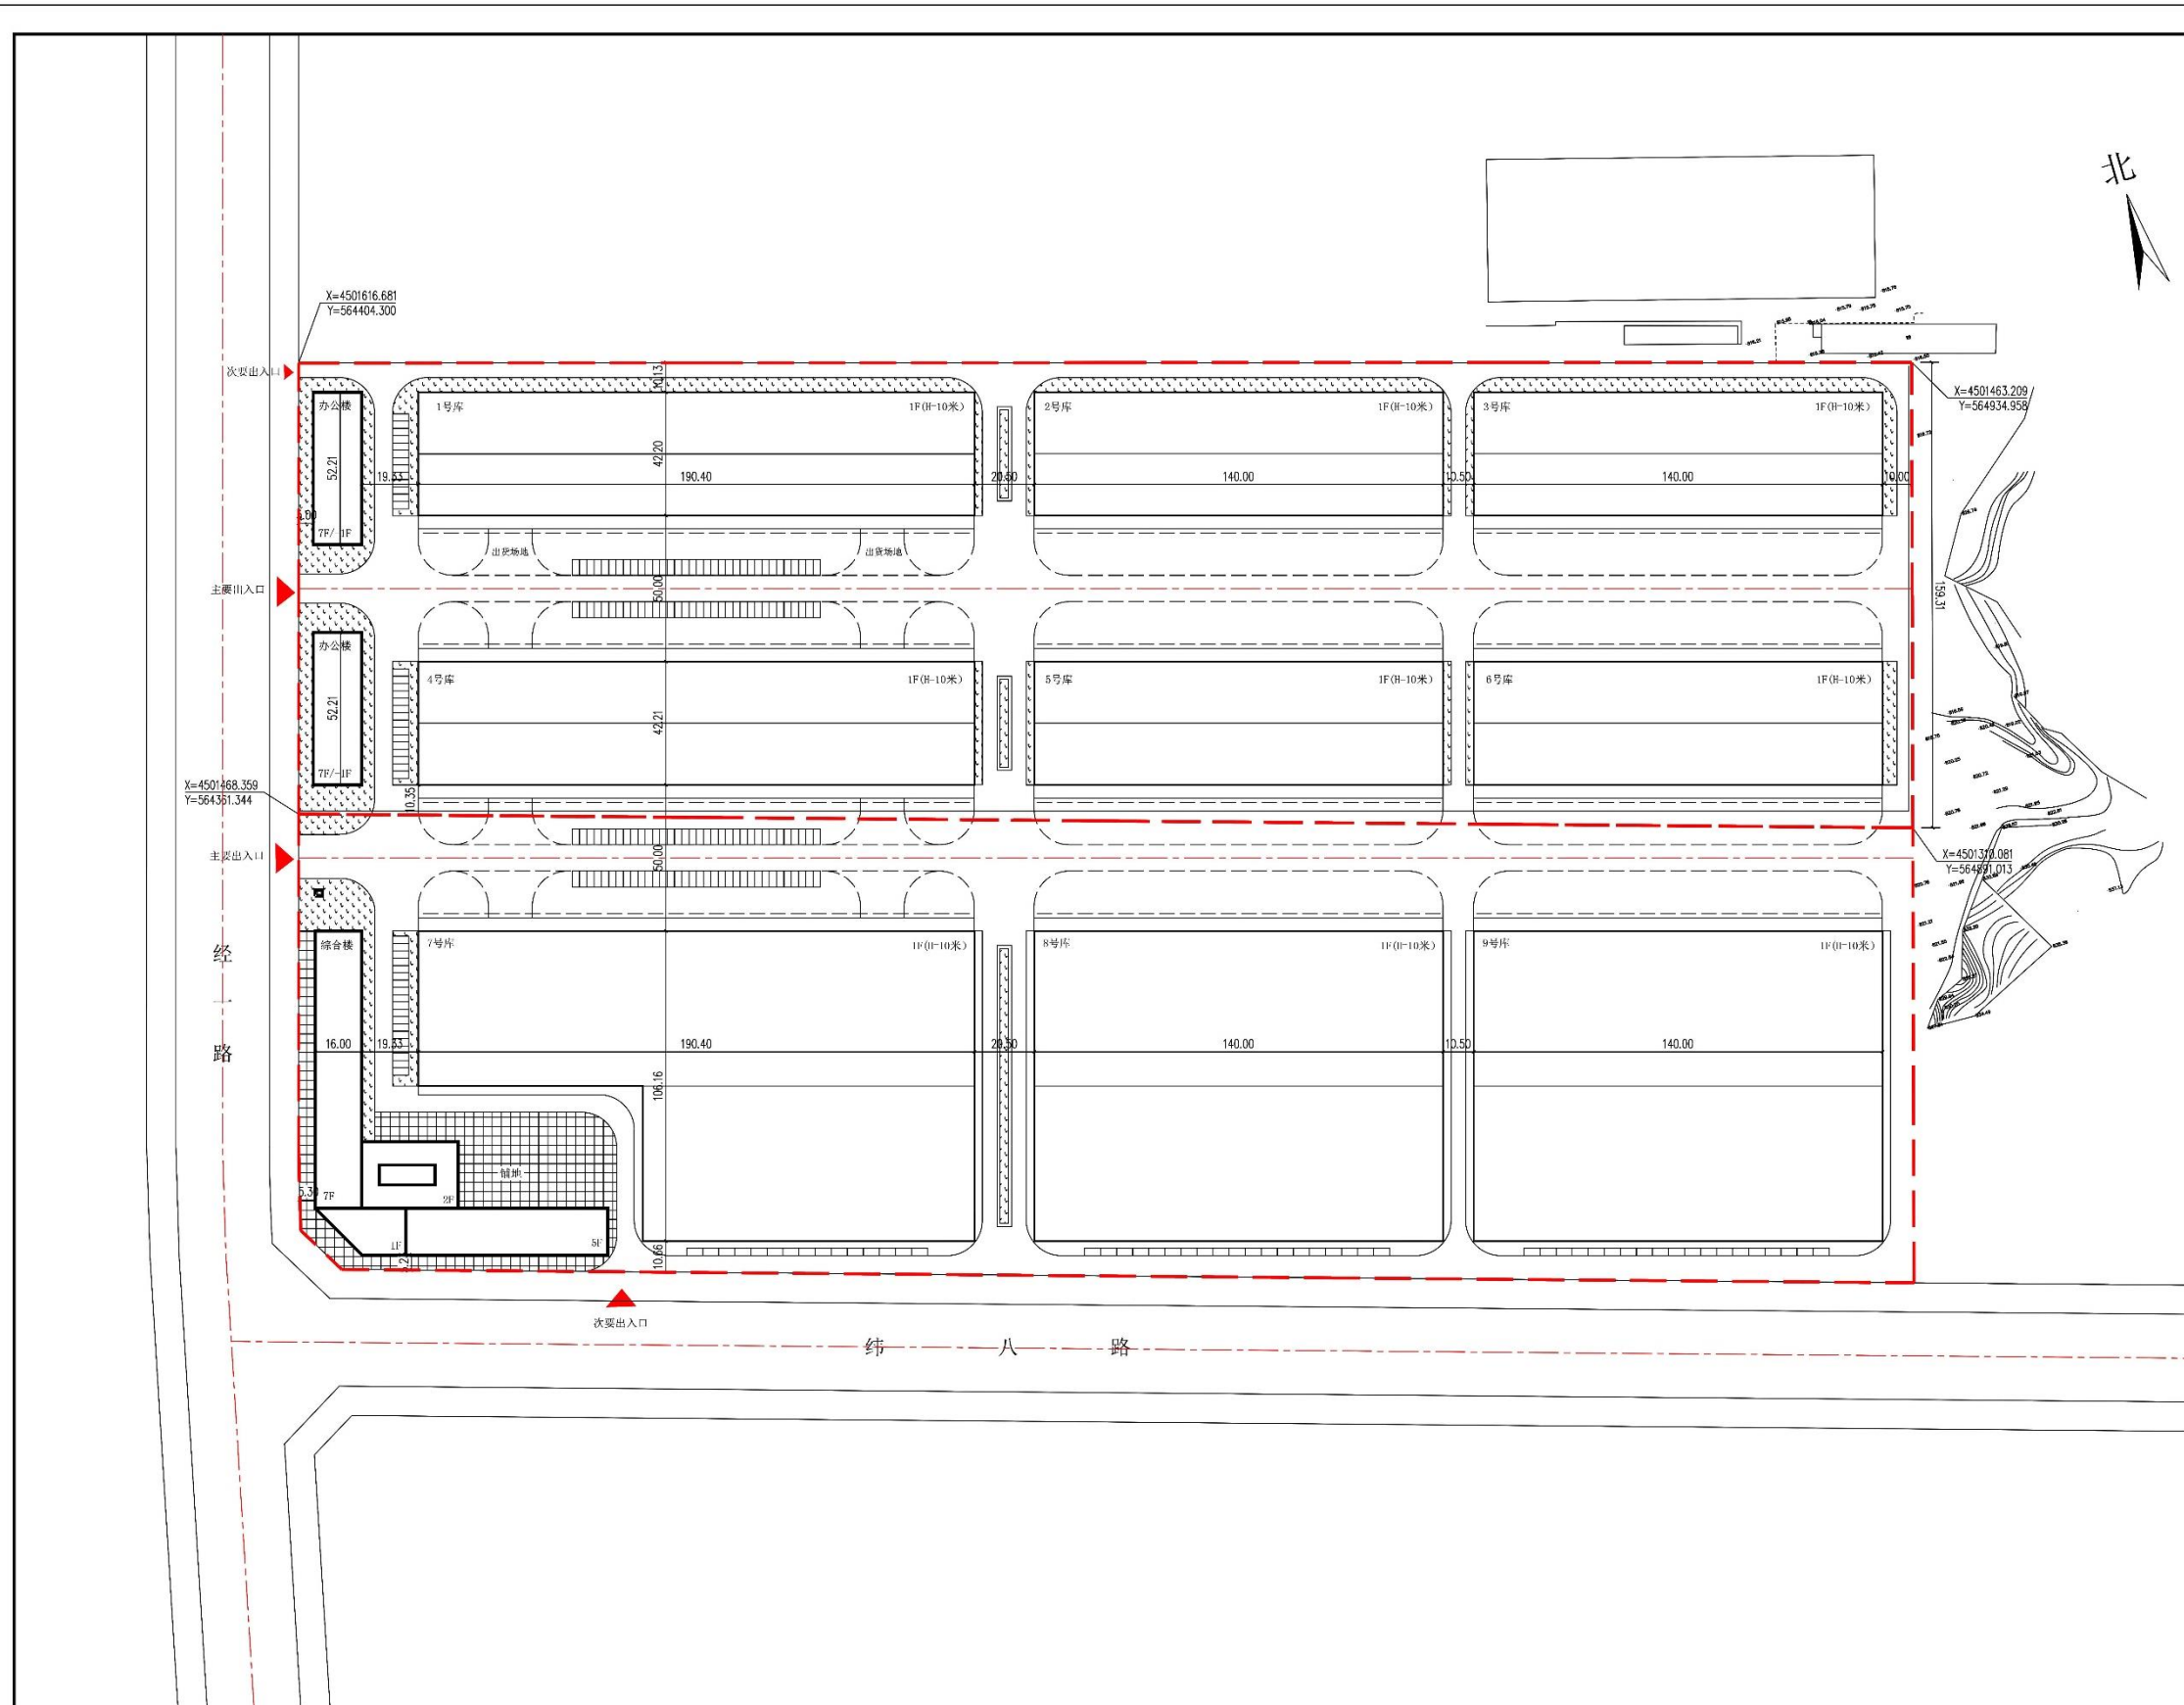 北
X=4501616.681
Y=564404.300
次要出入口
X=4501463.209
Y=564934.958
10.13
办公楼
1号库
1F(H-10米)
2号库
1F(H-10米)
3号库
1F(H-10米)
52.21
19.33
42.20
190.40
20.50
140.00
10.50
140.00
10.00
7F/-1F
出货场地
出货场地
主要出入口
50.00
159.31
办公楼
4号库
1F(H-10米)
5号库
1F(H-10米)
6号库
1F(H-10米)
52.21
42.21
7F/-1F
X=4501468.359
Y=564361.344
10.35
主要出入口
50.00
X=4501310.081
Y=564891.013
经一路
综合楼
7号库
1F(H-10米)
8号库
1F(H-10米)
9号库
1F(H-10米)
16.00
19.33
190.40
20.50
140.00
10.50
140.00
106.16
铺地
7F
2F
1F
5F
10.66
次要出入口
纬八路